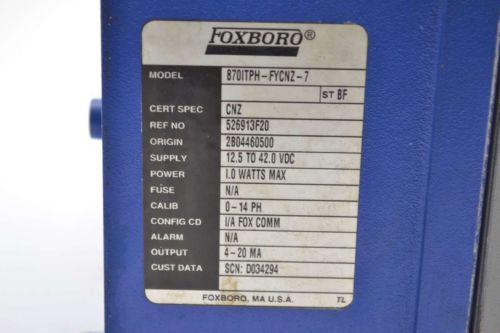 FOXBORO®
MODEL 870ITPH-FYCNZ-7
ST BF
CERT SPEC CNZ
REF NO 526913F20
ORIGIN 2B04460500
SUPPLY 12.5 TO 42.0 VDC
POWER 1.0 WATTS MAX
FUSE N/A
CALIB 0-14 PH
CONFIG CD I/A FOX COMM
ALARM N/A
OUTPUT 4-20 MA
CUST DATA SCN: D034294
FOXBORO, MA U.S.A. TL